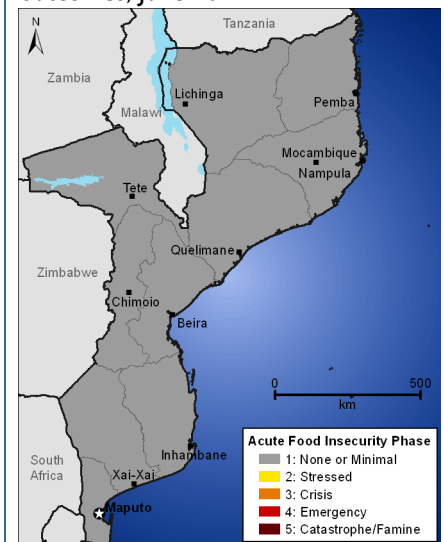 N
Tanzania
Zambia
Malawi
Lichinga
Pemba
Mocambique
Nampula
Tete
Quelimane
Zimbabwe
Chimoio
Beira
0 500
km
South
Africa
Inhambane
Xai-Xai
Maputo
Acute Food Insecurity Phase
1: None or Minimal
2: Stressed
3: Crisis
4: Emergency
5: Catastrophe/Famine